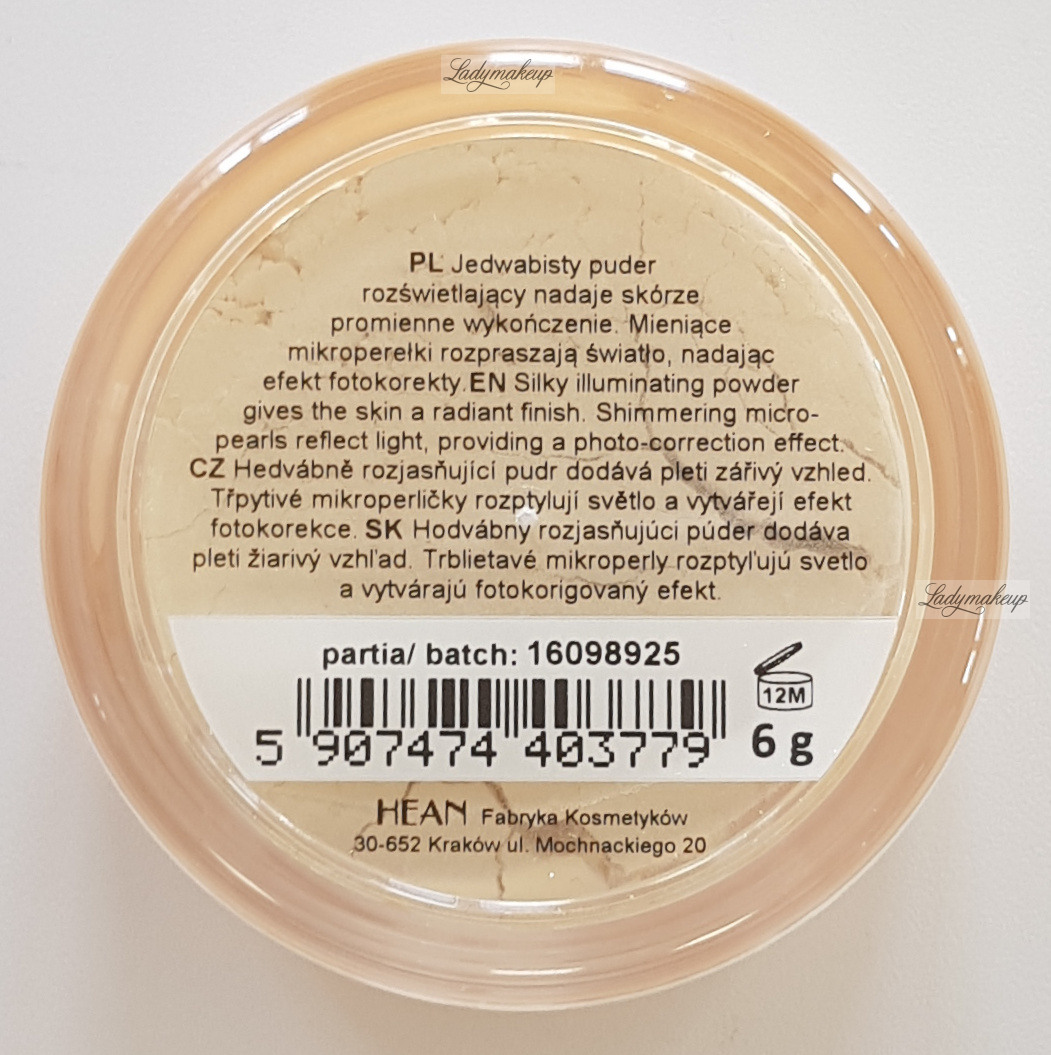 Ladymakeup
PL Jedwabisty puder
rozświetlający nadaje skórze
promienne wykończenie. Mieniące
mikroperełki rozpraszają światło, nadając
efekt fotokorekty.EN Silky illuminating powder
gives the skin a radiant finish. Shimmering micro-
pearls reflect light, providing a photo-correction effect.
CZ Hedvábně rozjasňující pudr dodává pleti zářivý vzhled.
Třpytivé mikroperličky rozptylují světlo a vytvářejí efekt
fotokorekce. SK Hodvábny rozjasňujúci púder dodáva
pleti žiarivý vzhľad. Trblietavé mikroperly rozptyľujú svetlo
a vytvárajú fotokorigovaný efekt.
Ladymakeup
partia/ batch: 16098925
12M
5 907474 403779
6 g
HEAN Fabryka Kosmetyków
30-652 Kraków ul. Mochnackiego 20